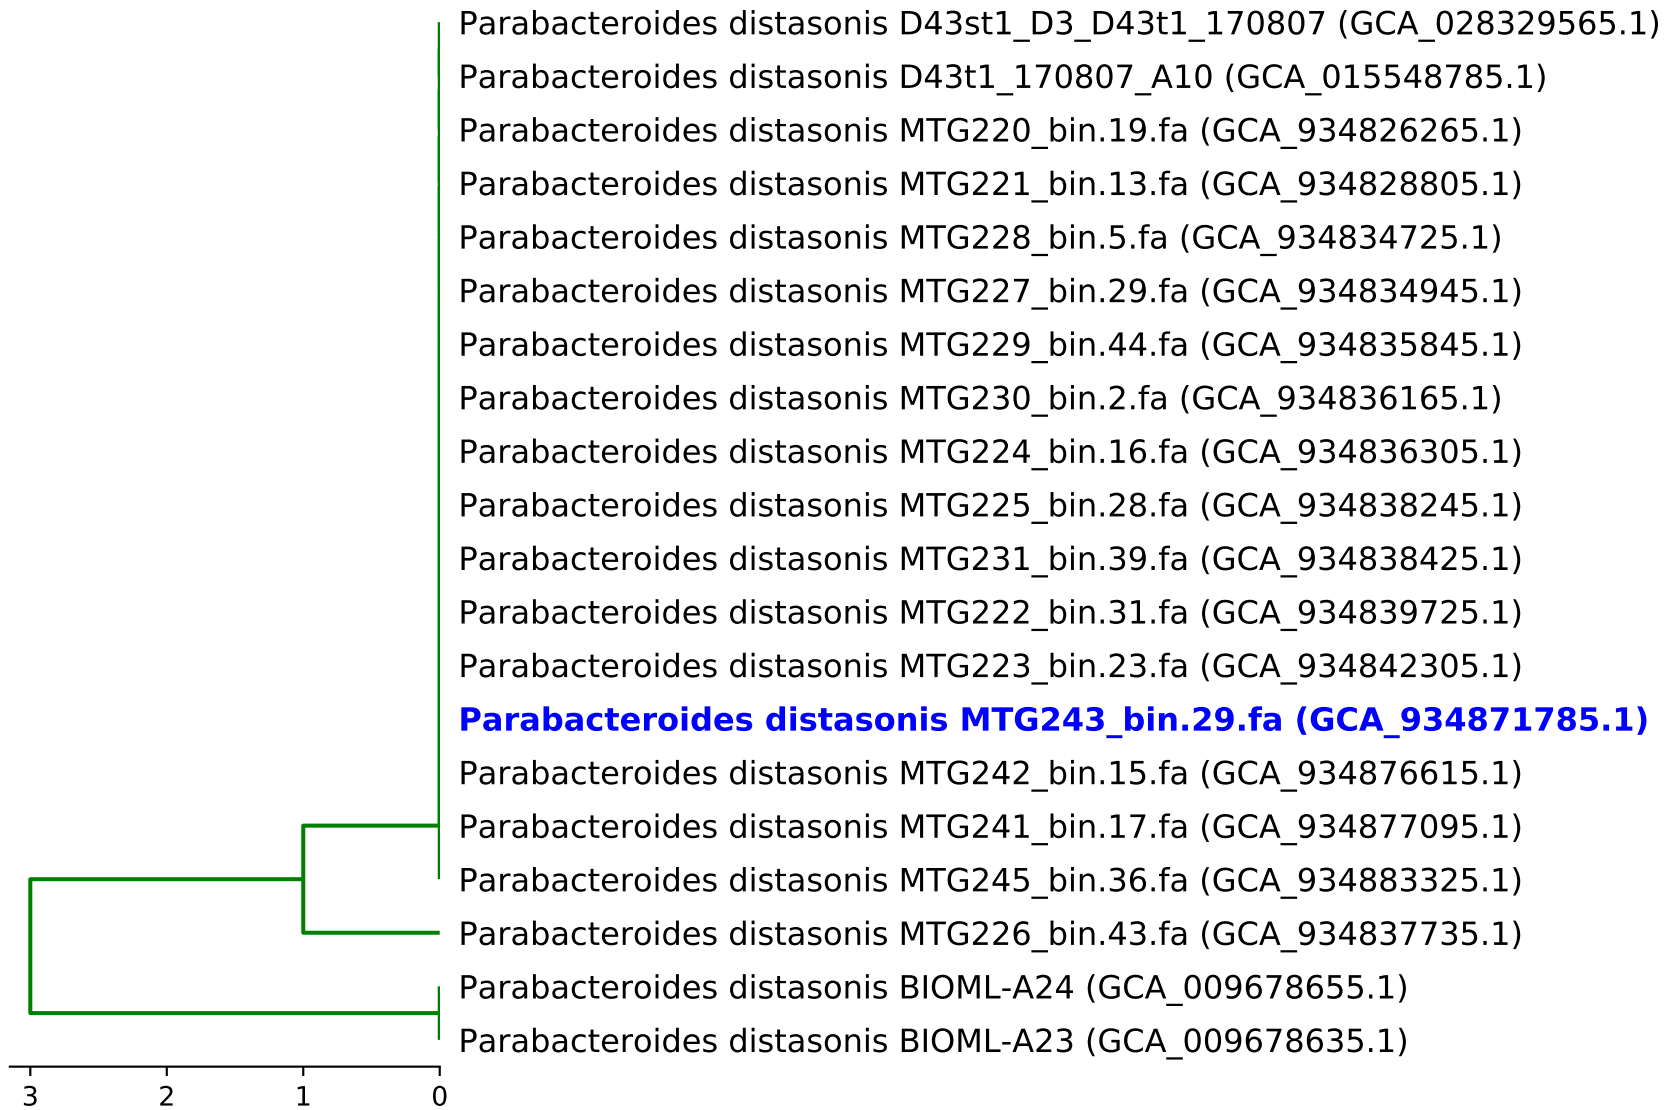 Parabacteroides distasonis D43st1_D3_D43t1_170807 (GCA_028329565.1)
Parabacteroides distasonis D43t1_170807_A10 (GCA_015548785.1)
Parabacteroides distasonis MTG220_bin.19.fa (GCA_934826265.1)
Parabacteroides distasonis MTG221_bin.13.fa (GCA_934828805.1)
Parabacteroides distasonis MTG228_bin.5.fa (GCA_934834725.1)
Parabacteroides distasonis MTG227_bin.29.fa (GCA_934834945.1)
Parabacteroides distasonis MTG229_bin.44.fa (GCA_934835845.1)
Parabacteroides distasonis MTG230_bin.2.fa (GCA_934836165.1)
Parabacteroides distasonis MTG224_bin.16.fa (GCA_934836305.1)
Parabacteroides distasonis MTG225_bin.28.fa (GCA_934838245.1)
Parabacteroides distasonis MTG231_bin.39.fa (GCA_934838425.1)
Parabacteroides distasonis MTG222_bin.31.fa (GCA_934839725.1)
Parabacteroides distasonis MTG223_bin.23.fa (GCA_934842305.1)
Parabacteroides distasonis MTG243_bin.29.fa (GCA_934871785.1)
Parabacteroides distasonis MTG242_bin.15.fa (GCA_934876615.1)
Parabacteroides distasonis MTG241_bin.17.fa (GCA_934877095.1)
Parabacteroides distasonis MTG245_bin.36.fa (GCA_934883325.1)
Parabacteroides distasonis MTG226_bin.43.fa (GCA_934837735.1)
Parabacteroides distasonis BIOML-A24 (GCA_009678655.1)
Parabacteroides distasonis BIOML-A23 (GCA_009678635.1)
3 2 1 0